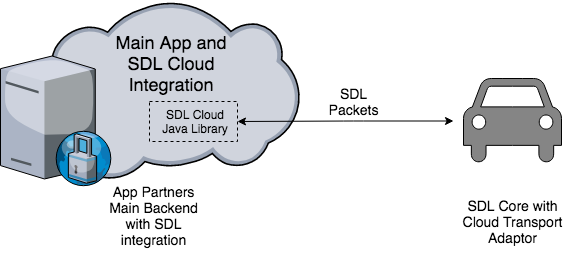 Main App and
SDL Cloud
Integration
SDL Cloud
Java Library
SDL
Packets
App Partners
Main Backend
with SDL
integration
SDL Core with
Cloud Transport
Adaptor